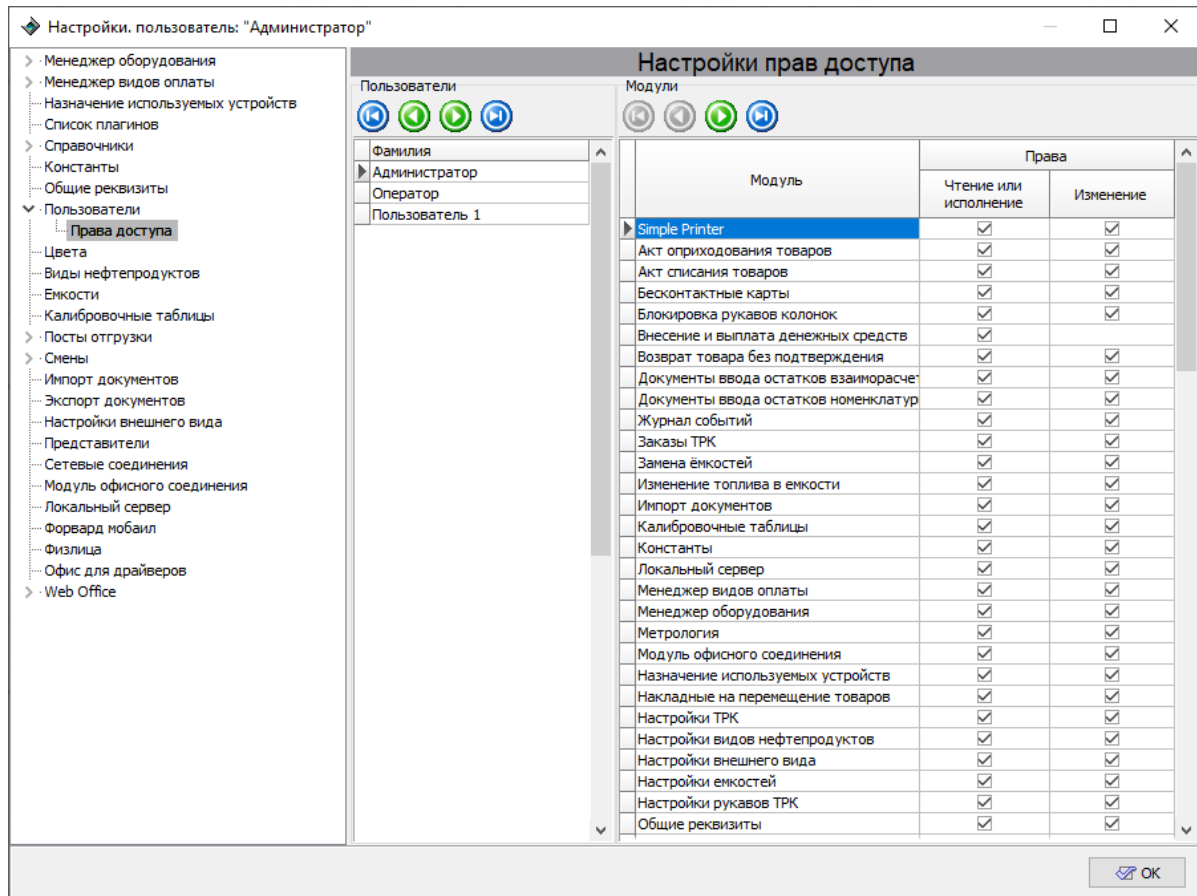 Настройки. пользователь: "Администратор"
Менеджер оборудования
Менеджер видов оплаты
Назначение используемых устройств
Список плагинов
Справочники
Константы
Общие реквизиты
Пользователи
Права доступа
Цвета
Виды нефтепродуктов
Емкости
Калибровочные таблицы
Посты отгрузки
Смены
Импорт документов
Экспорт документов
Настройки внешнего вида
Представители
Сетевые соединения
Модуль офисного соединения
Локальный сервер
Форвард мобаил
Физлица
Офис для драйверов
Web Office
Настройки прав доступа
Пользователи
Фамилия
Администратор
Оператор
Пользователь 1
Модули
Модуль
Права
Чтение или
исполнение
Изменение
Simple Printer
Акт оприходования товаров
Акт списания товаров
Бесконтактные карты
Блокировка рукавов колонок
Внесение и выплата денежных средств
Возврат товара без подтверждения
Документы ввода остатков взаиморасчет
Документы ввода остатков номенклатур
Журнал событий
Заказы ТРК
Замена ёмкостей
Изменение топлива в емкости
Импорт документов
Калибровочные таблицы
Константы
Локальный сервер
Менеджер видов оплаты
Менеджер оборудования
Метрология
Модуль офисного соединения
Назначение используемых устройств
Накладные на перемещение товаров
Настройки ТРК
Настройки видов нефтепродуктов
Настройки внешнего вида
Настройки емкостей
Настройки рукавов ТРК
Общие реквизиты
OK